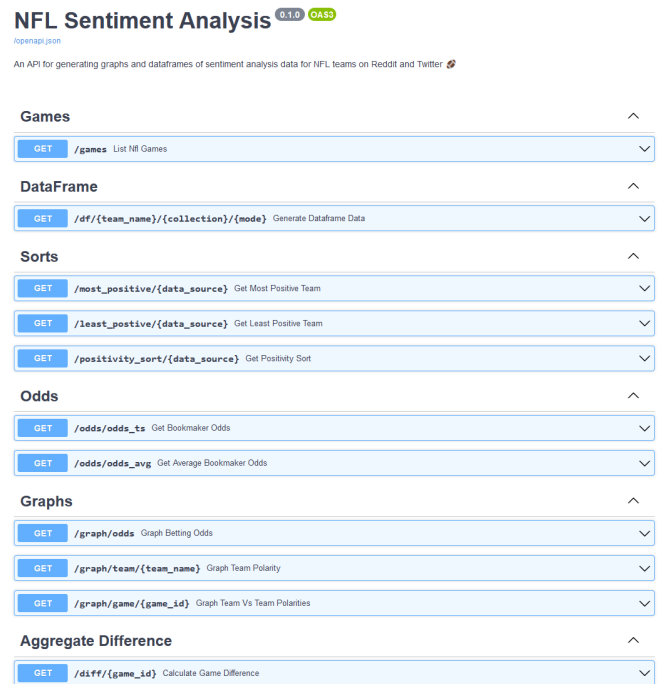 NFL Sentiment Analysis 0.1.0 OAS3
/openapi.json
An API for generating graphs and dataframes of sentiment analysis data for NFL teams on Reddit and Twitter 🏈
Games
GET /games List Nfl Games
DataFrame
GET /df/{team_name}/{collection}/{mode} Generate Dataframe Data
Sorts
GET /most_positive/{data_source} Get Most Positive Team
GET /least_postive/{data_source} Get Least Positive Team
GET /positivity_sort/{data_source} Get Positivity Sort
Odds
GET /odds/odds_ts Get Bookmaker Odds
GET /odds/odds_avg Get Average Bookmaker Odds
Graphs
GET /graph/odds Graph Betting Odds
GET /graph/team/{team_name} Graph Team Polarity
GET /graph/game/{game_id} Graph Team Vs Team Polarities
Aggregate Difference
GET /diff/{game_id} Calculate Game Difference